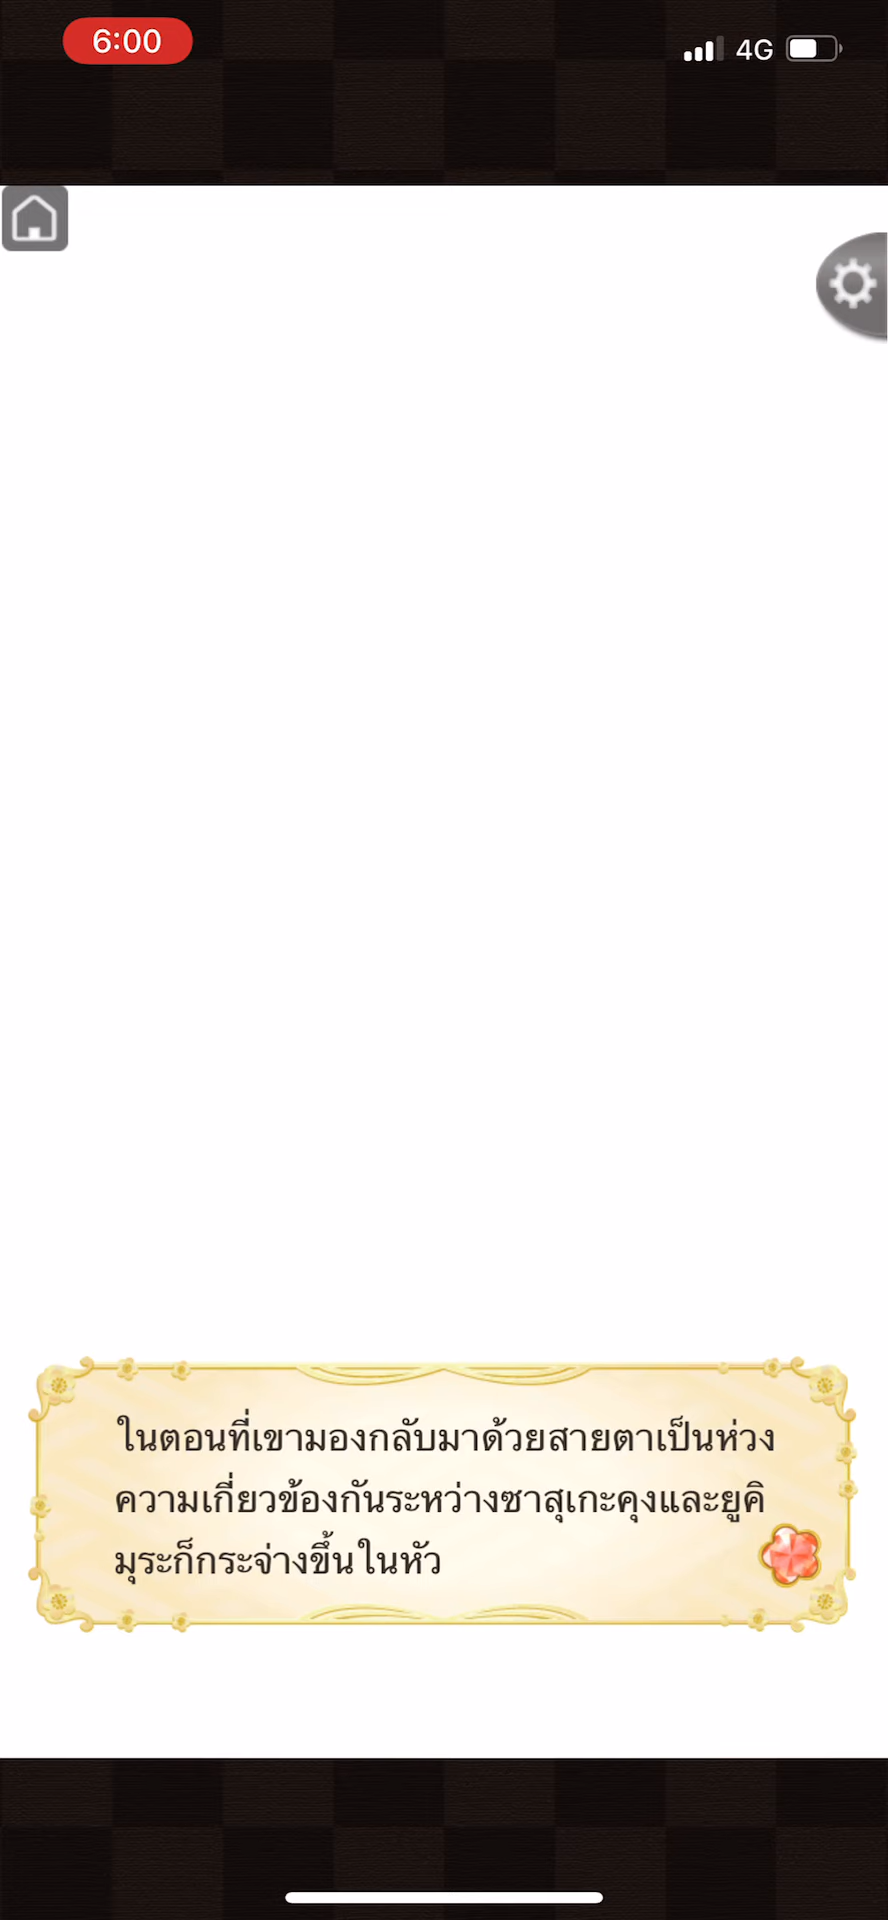 6:00
4G
ในตอนที่เขามองกลับมาด้วยสายตาเป็นห่วง
ความเกี่ยวข้องกันระหว่างซาสุเกะคุงและยูคิ
มุระก็กระจ่างขึ้นในหัว